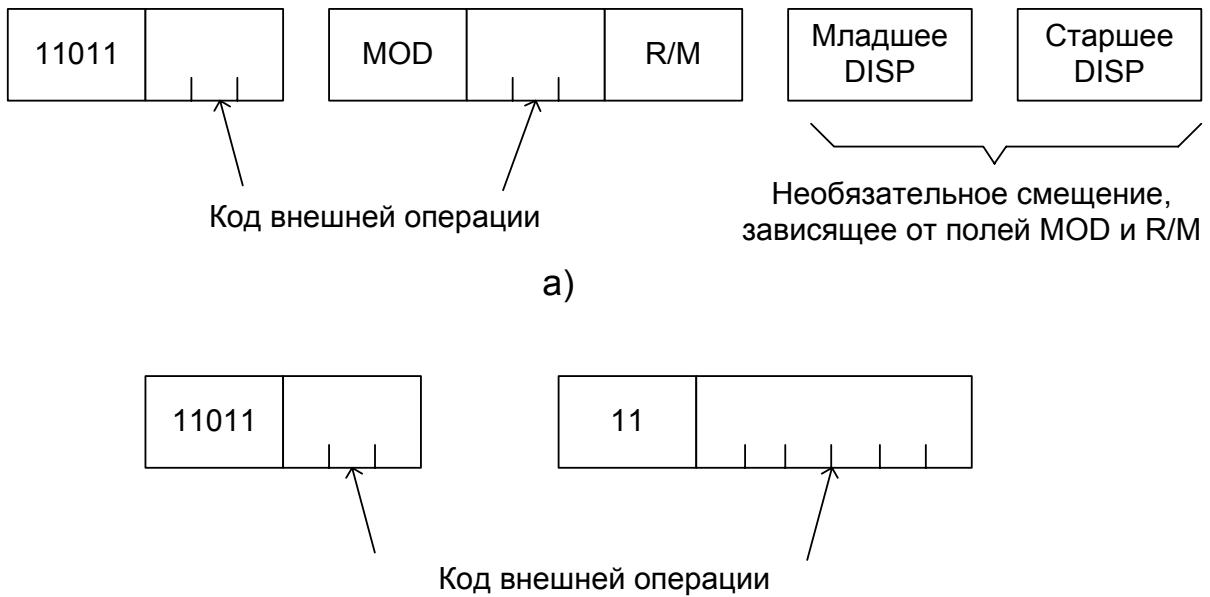 11011 MOD R/M Младшее DISP Старшее DISP
Код внешней операции
Необязательное смещение,
зависящее от полей MOD и R/M
а)
11011 11
Код внешней операции